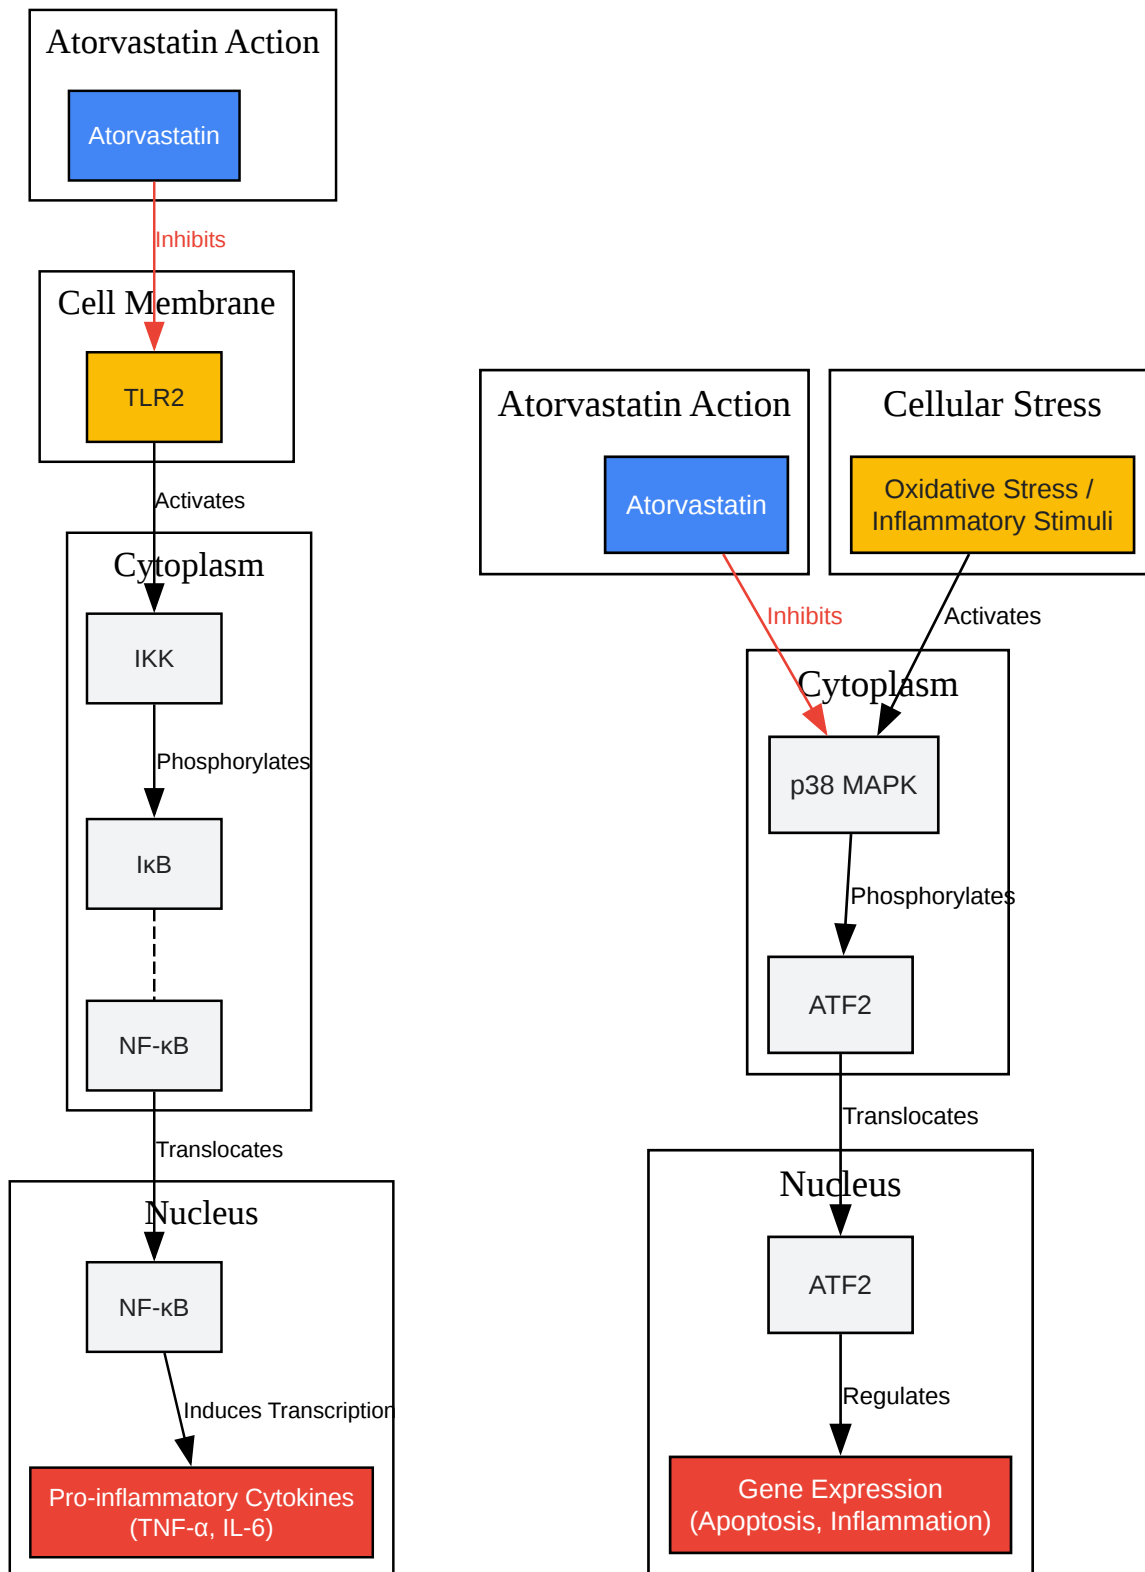 Atorvastatin Action
Atorvastatin
Inhibits
Cell Membrane
TLR2
Activates
Cytoplasm
IKK
Phosphorylates
IκB
NF-κB
Translocates
Nucleus
NF-κB
Induces Transcription
Pro-inflammatory Cytokines
(TNF-α, IL-6)
Atorvastatin Action
Atorvastatin
Cellular Stress
Oxidative Stress /
Inflammatory Stimuli
Inhibits
Activates
Cytoplasm
p38 MAPK
Phosphorylates
ATF2
Translocates
Nucleus
ATF2
Regulates
Gene Expression
(Apoptosis, Inflammation)